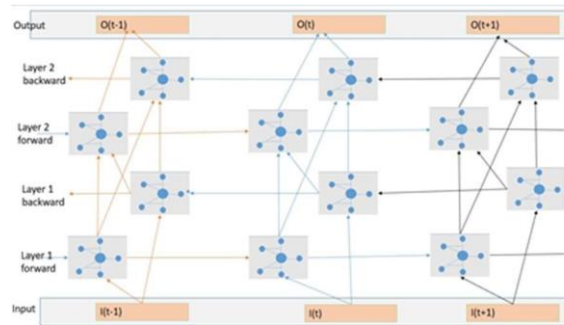 Output O(t-1) O(t) O(t+1)
Layer 2
backward
Layer 2
forward
Layer 1
backward
Layer 1
forward
Input I(t-1) I(t) I(t+1)